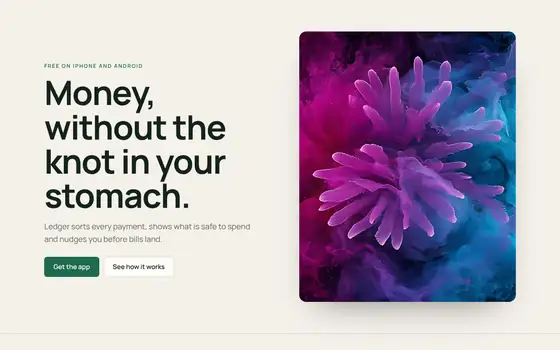 FREE ON IPHONE AND ANDROID
Money,
without the
knot in your
stomach.
Ledger sorts every payment, shows what is safe to spend
and nudges you before bills land.
Get the app
See how it works